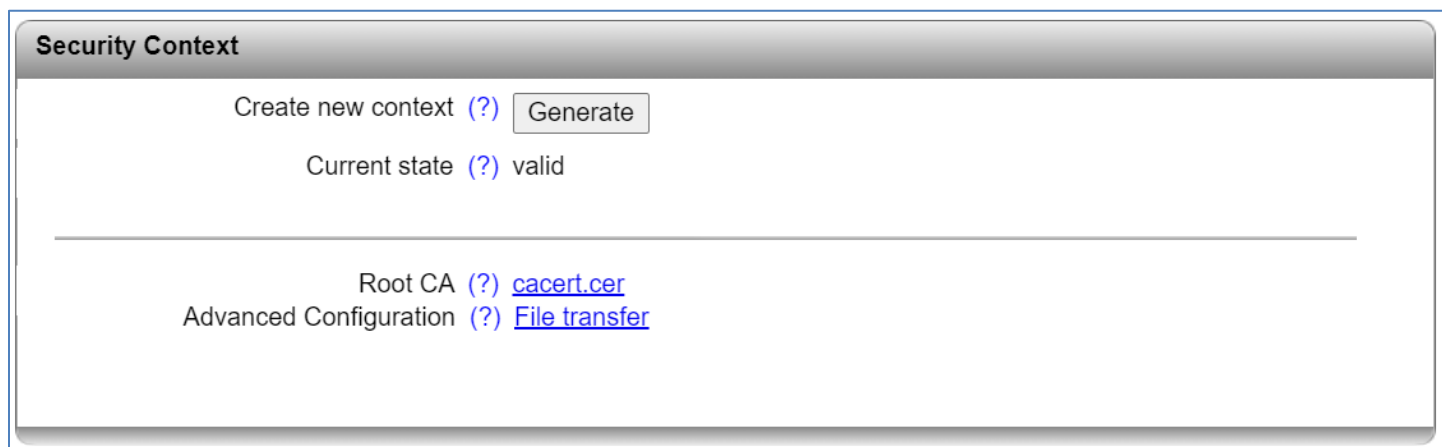 Security Context
Create new context (?) Generate
Current state (?) valid
Root CA (?) cacert.cer
Advanced Configuration (?) File transfer